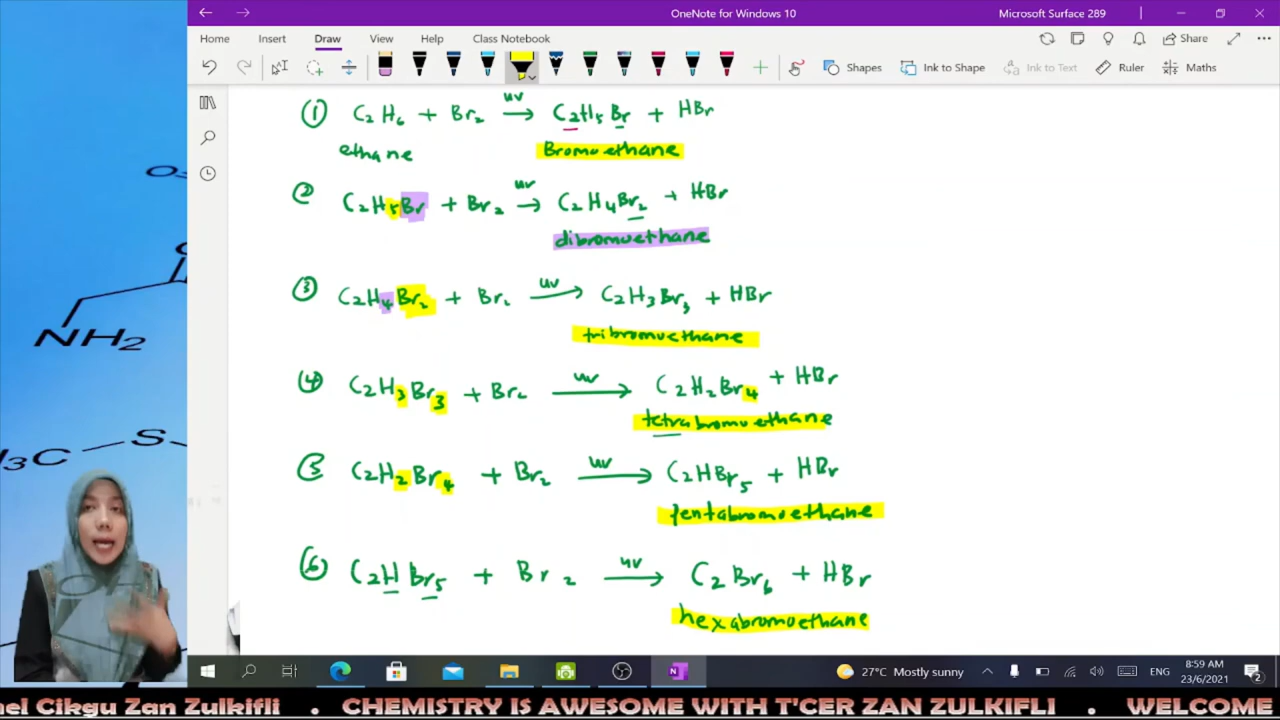 OneNote for Windows 10
Microsoft Surface 289
Home Insert Draw View Help Class Notebook
Share
Shapes Ink to Shape Ink to Text Ruler Maths
① C₂H₆ + Br₂ uv → C₂H₅Br + HBr
ethane Bromoethane
② C₂H₅Br + Br₂ uv → C₂H₄Br₂ + HBr
dibromoethane
③ C₂H₄Br₂ + Br₂ uv → C₂H₃Br₃ + HBr
tribromoethane
④ C₂H₃Br₃ + Br₂ uv → C₂H₂Br₄ + HBr
tetrabromoethane
⑤ C₂H₂Br₄ + Br₂ uv → C₂HBr₅ + HBr
pentabromoethane
⑥ C₂HBr₅ + Br₂ uv → C₂Br₆ + HBr
hexabromoethane
NH₂
H₃C S
27°C Mostly sunny
ENG
8:59 AM
23/6/2021
2
nel Cikgu Zan Zulkifli . CHEMISTRY IS AWESOME WITH T'CER ZAN ZULKIFLI . WELCOME